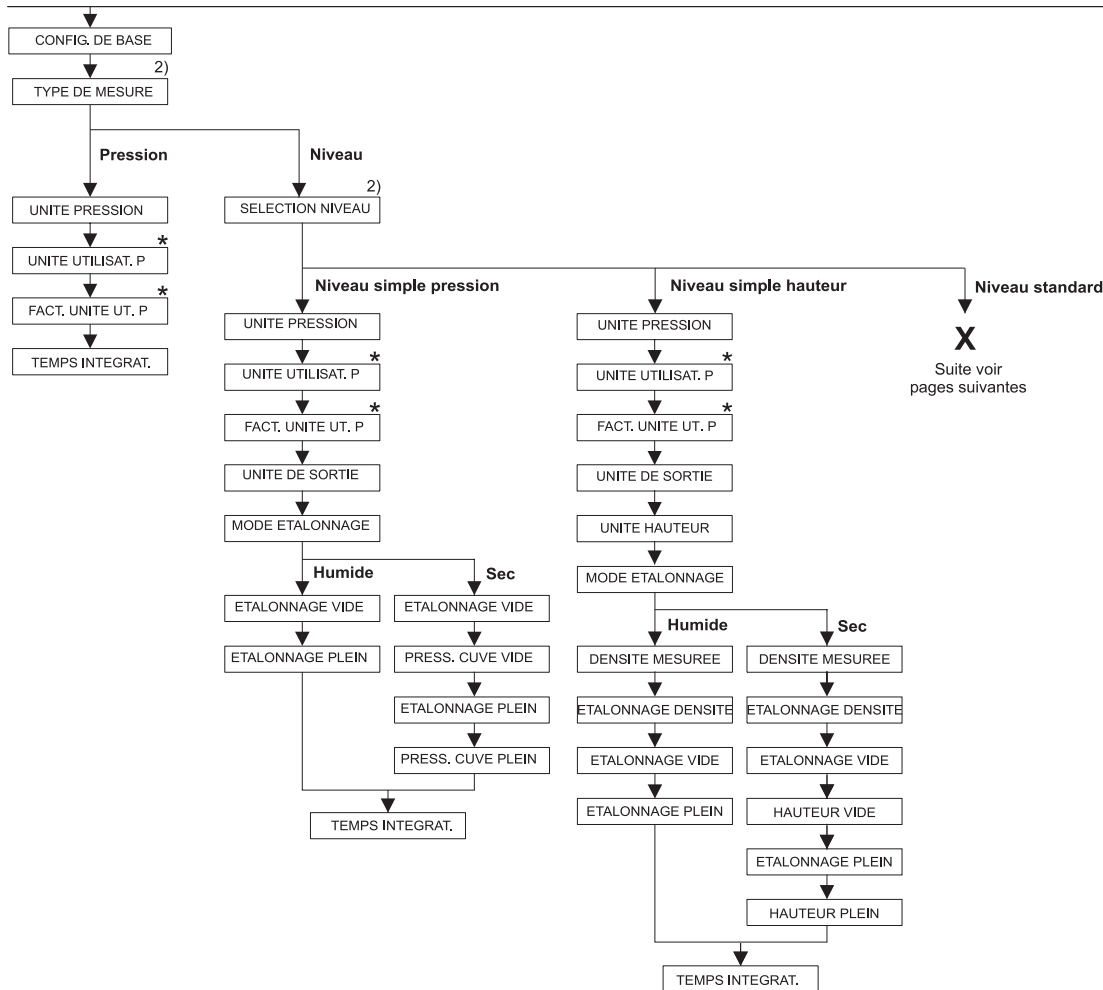 CONFIG. DE BASE
2)
TYPE DE MESURE
Pression
Niveau
UNITE PRESSION
UNITE UTILISAT. P
*
FACT. UNITE UT. P
*
TEMPS INTEGRAT.
2)
SELECTION NIVEAU
Niveau simple pression
Niveau simple hauteur
Niveau standard
UNITE PRESSION
UNITE UTILISAT. P
*
FACT. UNITE UT. P
*
UNITE DE SORTIE
MODE ETALONNAGE
Humide
Sec
ETALONNAGE VIDE
ETALONNAGE PLEIN
ETALONNAGE VIDE
PRESS. CUVE VIDE
ETALONNAGE PLEIN
PRESS. CUVE PLEIN
TEMPS INTEGRAT.
UNITE PRESSION
UNITE UTILISAT. P
*
FACT. UNITE UT. P
*
UNITE DE SORTIE
UNITE HAUTEUR
MODE ETALONNAGE
Humide
Sec
DENSITE MESUREE
ETALONNAGE DENSITE
ETALONNAGE VIDE
ETALONNAGE PLEIN
DENSITE MESUREE
ETALONNAGE DENSITE
ETALONNAGE VIDE
HAUTEUR VIDE
ETALONNAGE PLEIN
HAUTEUR PLEIN
TEMPS INTEGRAT.
X
Suite voir
pages suivantes